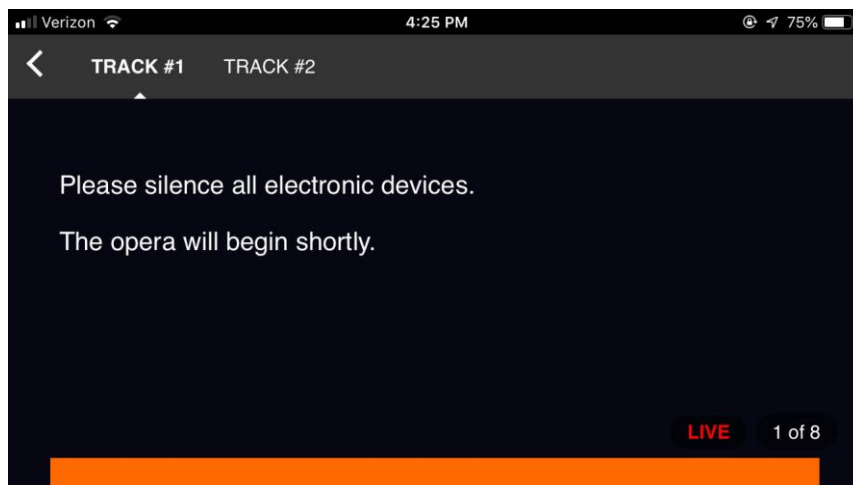 Verizon 4:25 PM 75%
TRACK #1 TRACK #2
Please silence all electronic devices.
The opera will begin shortly.
LIVE 1 of 8